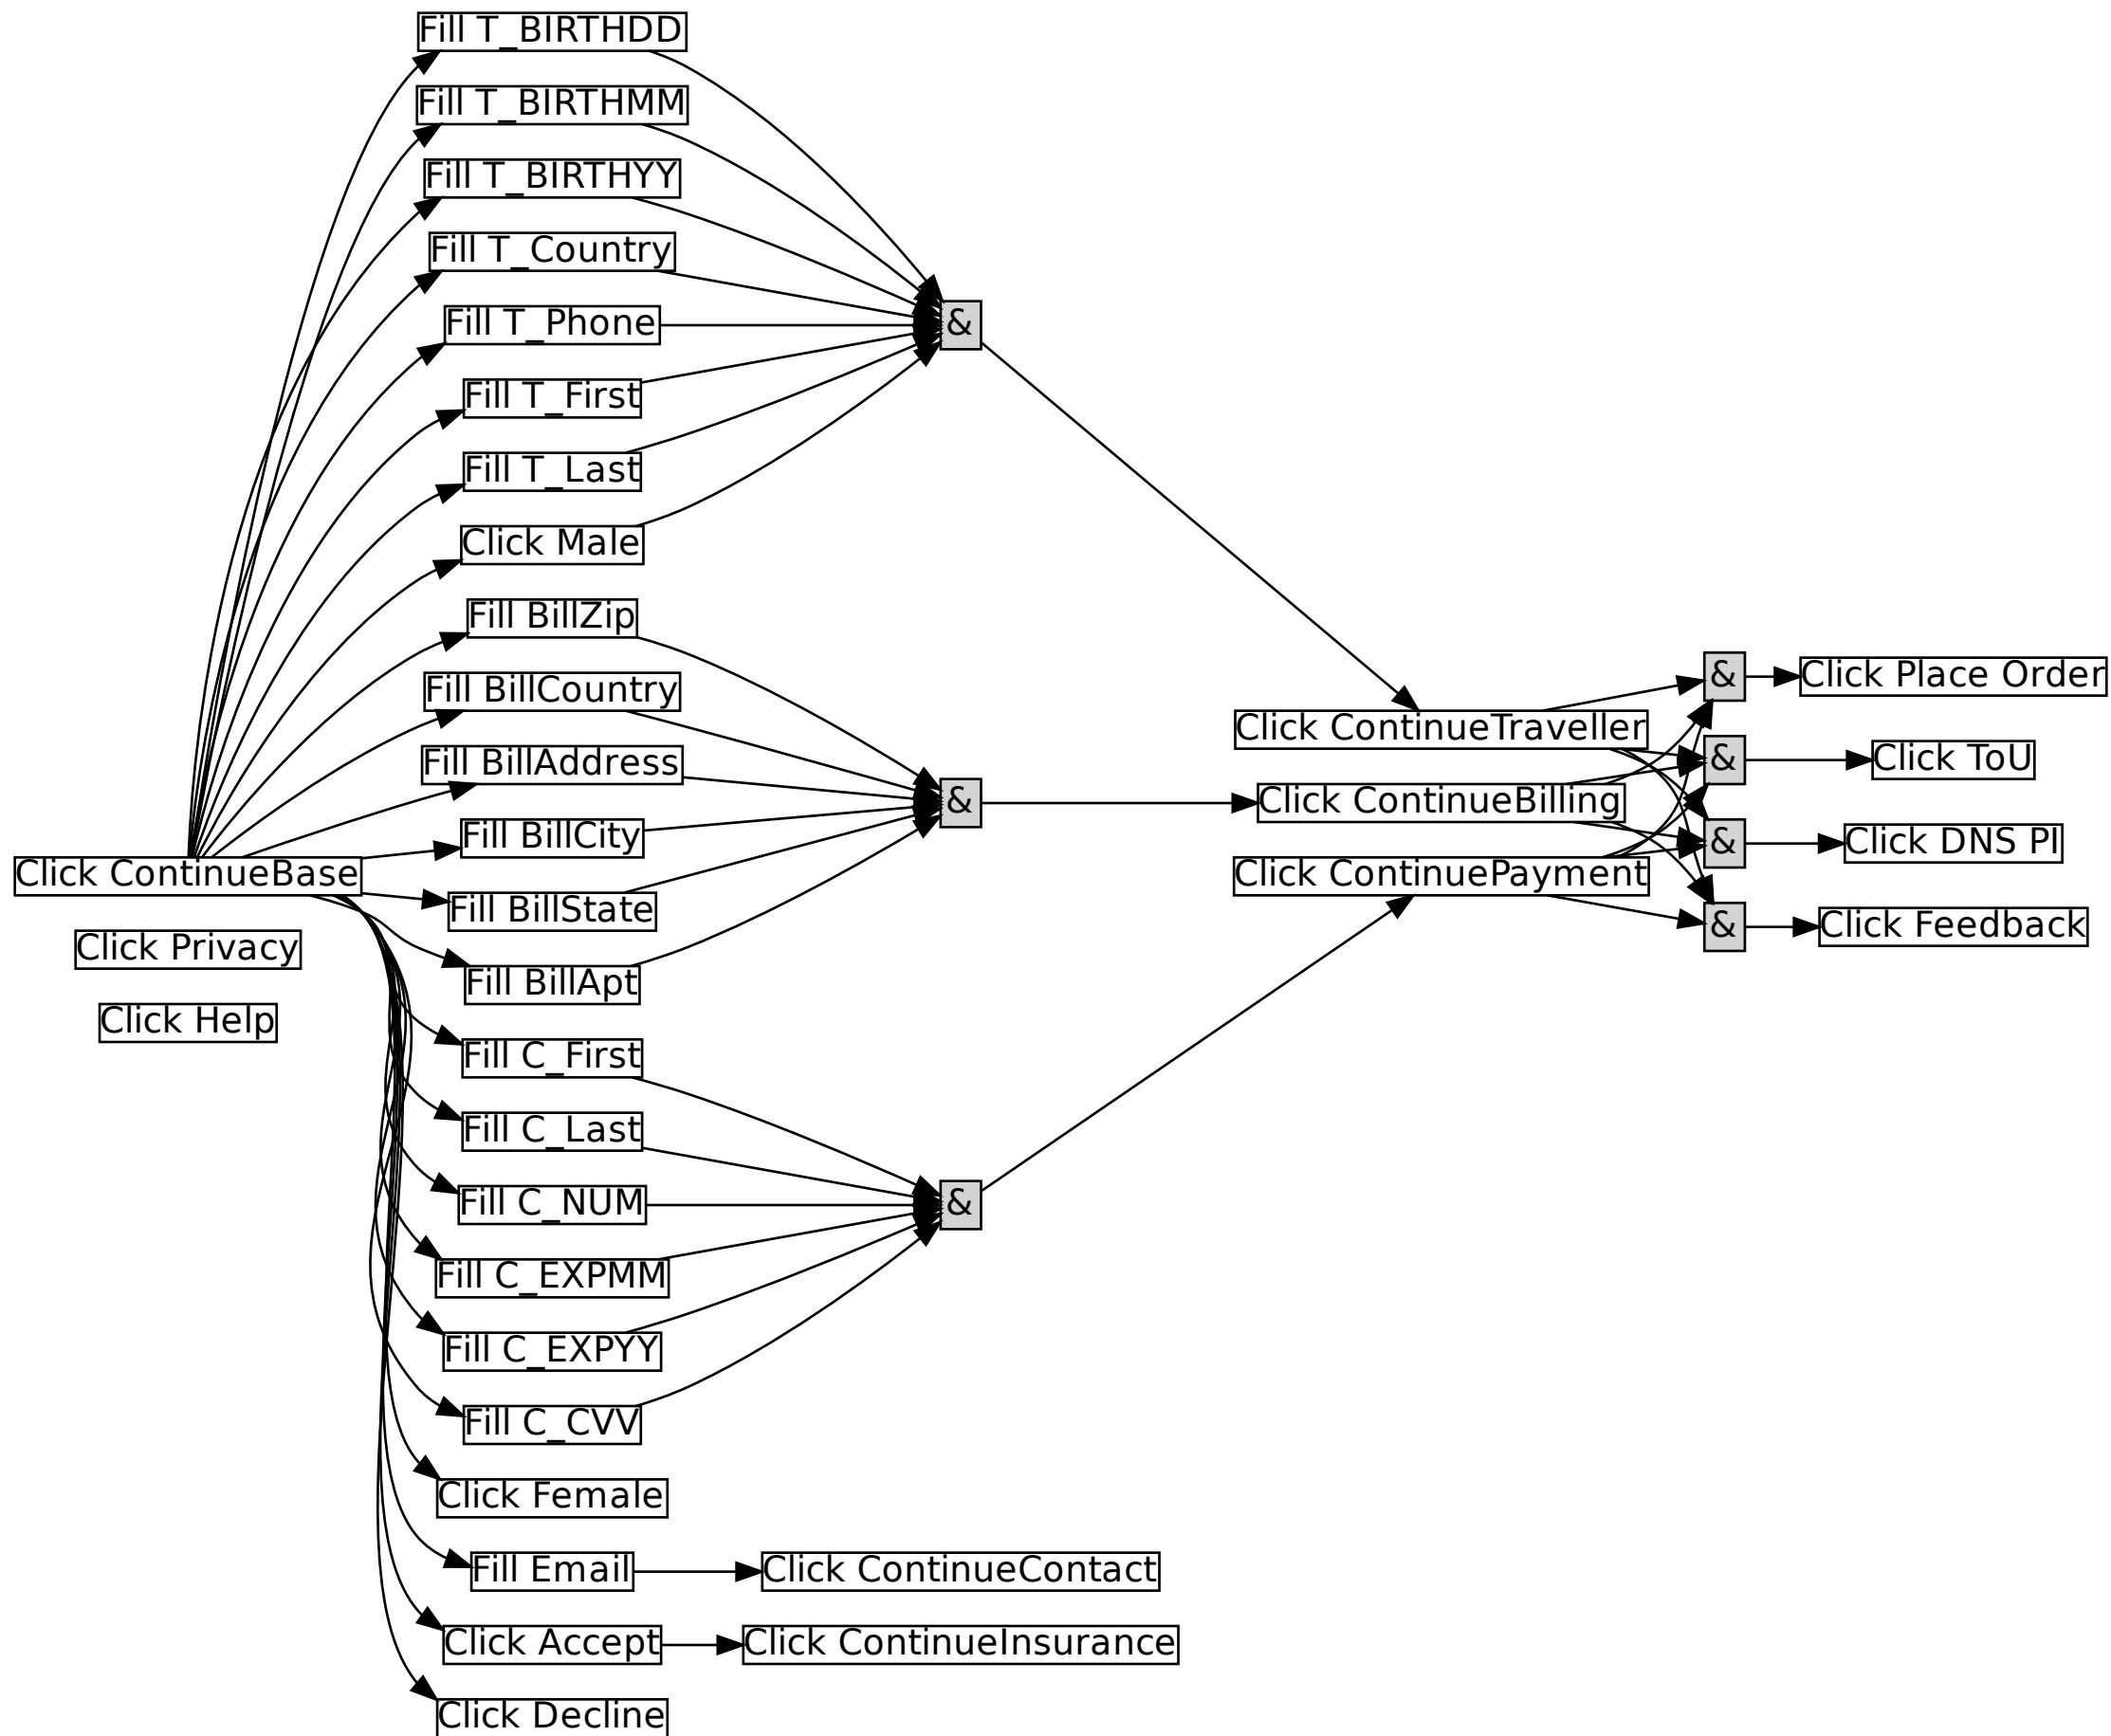 Fill T_BIRTHDD
Fill T_BIRTHMM
Fill T_BIRTHYY
Fill T_Country
Fill T_Phone
Fill T_First
Fill T_Last
Click Male
Fill BillZip
Fill BillCountry
Fill BillAddress
Fill BillCity
Click ContinueBase
Fill BillState
Click Privacy
Fill BillApt
Click Help
Fill C_First
Fill C_Last
Fill C_NUM
Fill C_EXPMM
Fill C_EXPYY
Fill C_CVV
Click Female
Fill Email
Click Accept
Click Decline
&
&
&
Click ContinueContact
Click ContinueInsurance
Click ContinueTraveller
Click ContinueBilling
Click ContinuePayment
&
&
&
&
Click Place Order
Click ToU
Click DNS PI
Click Feedback